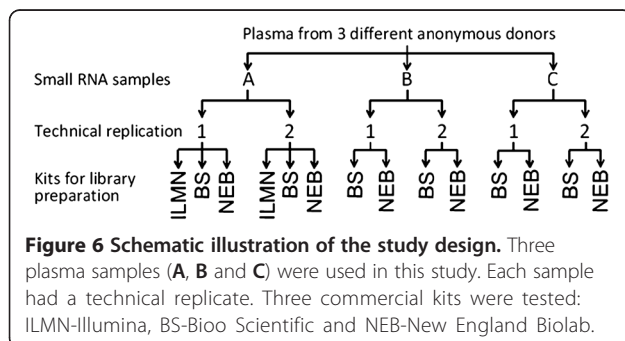 Plasma from 3 different anonymous donors
Small RNA samples A B C
Technical replication 1 2 1 2 1 2
Kits for library
preparation
ILMN BS NEB ILMN BS NEB BS NEB BS NEB BS NEB BS NEB
Figure 6 Schematic illustration of the study design. Three
plasma samples (A, B and C) were used in this study. Each sample
had a technical replicate. Three commercial kits were tested:
ILMN-Illumina, BS-Bioo Scientific and NEB-New England Biolab.